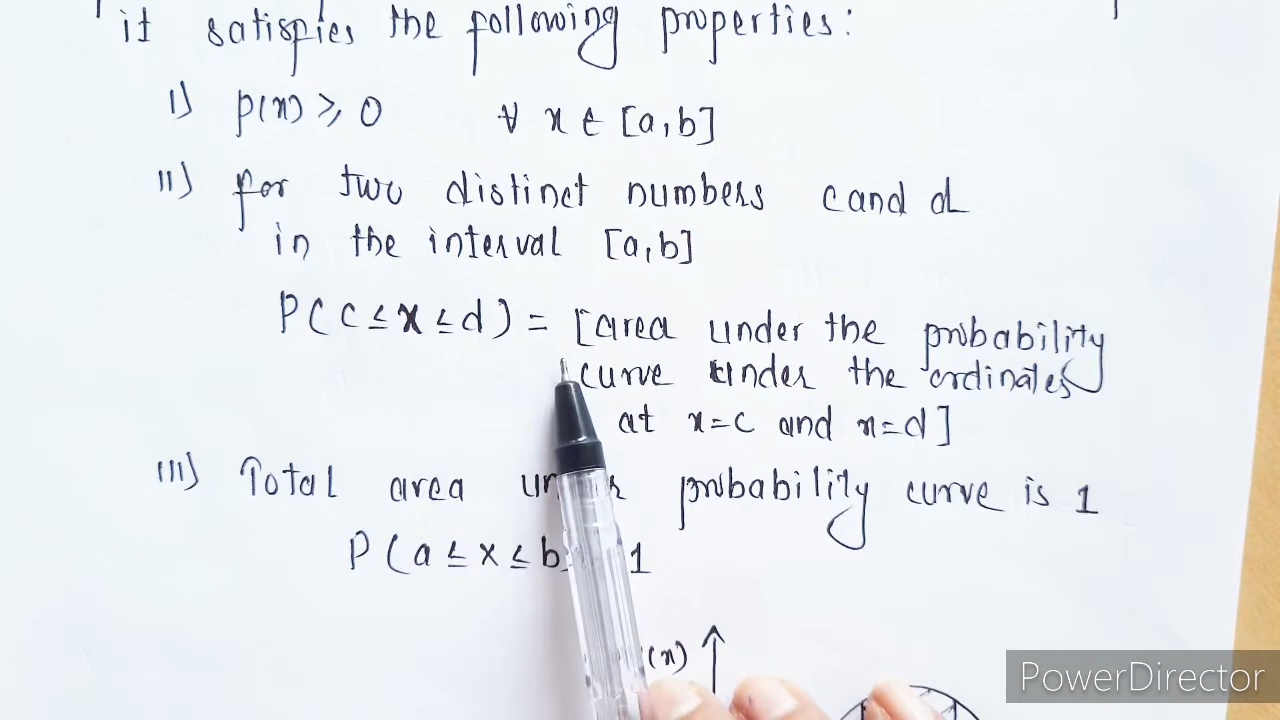 it satisfies the following properties:
i) p(x) ≥ 0 ∀ x ∈ [a,b]
ii) for two distinct numbers c and d
in the interval [a,b]
P(c ≤ x ≤ d) = [area under the probability
curve under the ordinates
at x=c and x=d]
iii) Total area probability curve is 1
P(a ≤ x ≤ b 1
(x)
PowerDirector